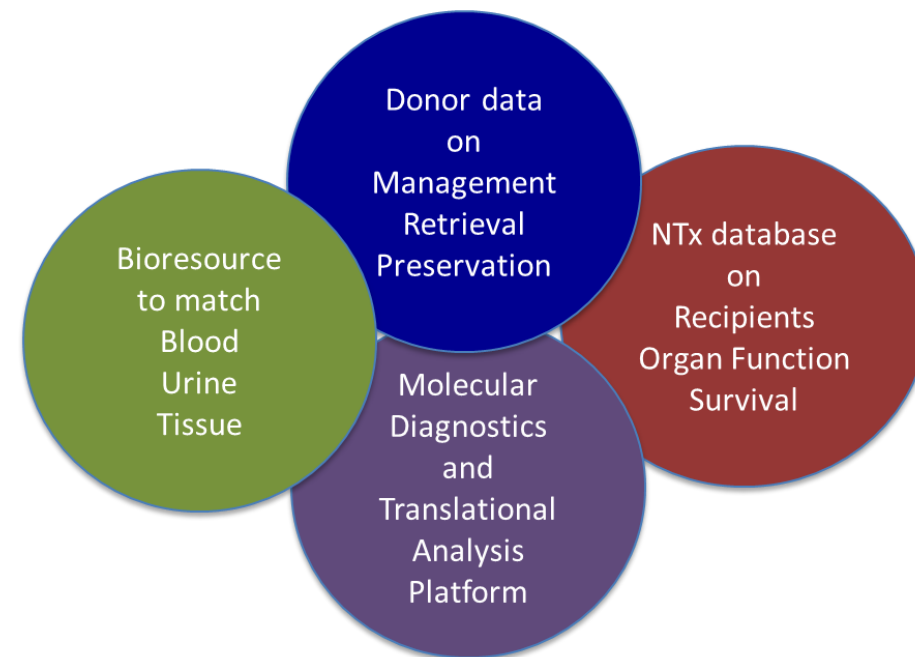 Donor data
on
Management
Retrieval
Preservation
Bioresource
to match
Blood
Urine
Tissue
NTx database
on
Recipients
Organ Function
Survival
Molecular
Diagnostics
and
Translational
Analysis
Platform